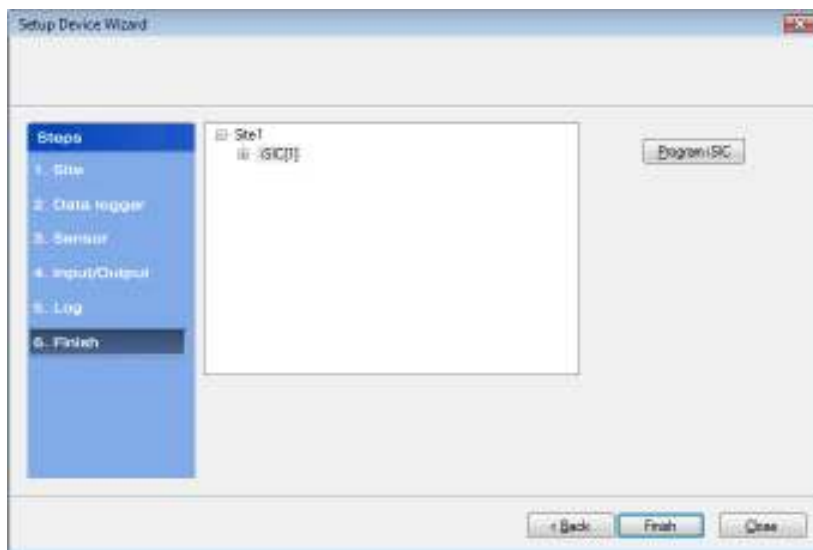 Setup Device Wizard
Steps
1. Site
2. Data logger
3. Sensor
4. Input/Output
5. Log
6. Finish
Site1
iSIC[1]
Program iSIC
< Back
Finish
Close